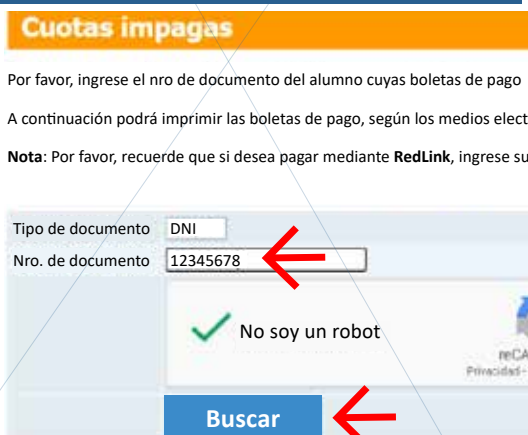 Cuotas impagas
Por favor, ingrese el nro de documento del alumno cuyas boletas de pago
A continuación podrá imprimir las boletas de pago, según los medios elect
Nota: Por favor, recuerde que si desea pagar mediante RedLink, ingrese su
Tipo de documento DNI
Nro. de documento 12345678
No soy un robot
reCA
Privacidad -
Buscar